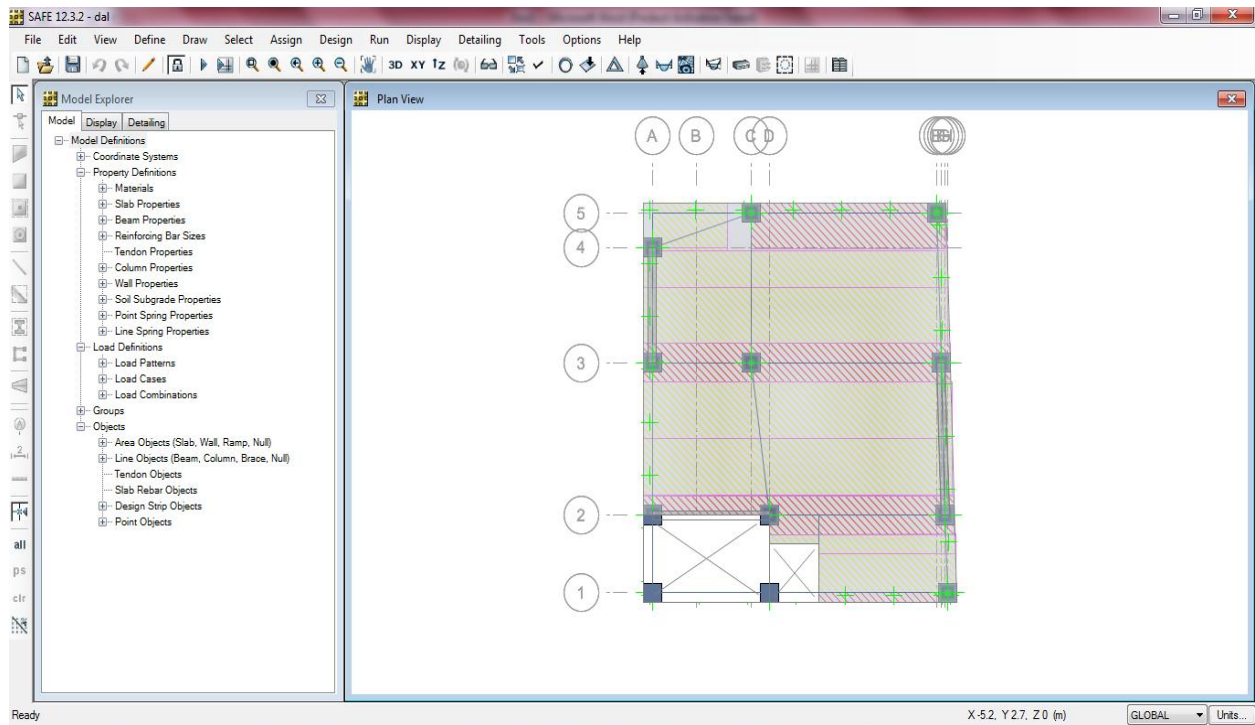 SAFE 12.3.2 - dal
File Edit View Define Draw Select Assign Design Run Display Detailing Tools Options Help
3D XY
Model Explorer
Plan View
Model Display Detailing
Model Definitions
Coordinate Systems
Property Definitions
Materials
Slab Properties
Beam Properties
Reinforcing Bar Sizes
Tendon Properties
Column Properties
Wall Properties
Soil Subgrade Properties
Point Spring Properties
Line Spring Properties
Load Definitions
Load Patterns
Load Cases
Load Combinations
Groups
Objects
Area Objects (Slab, Wall, Ramp, Null)
Line Objects (Beam, Column, Brace, Null)
Tendon Objects
Slab Rebar Objects
Design Strip Objects
Point Objects
all
ps
clr
A B C D
5
4
3
2
1
Ready
X -5.2, Y 2.7, Z 0 (m)
GLOBAL
Units...